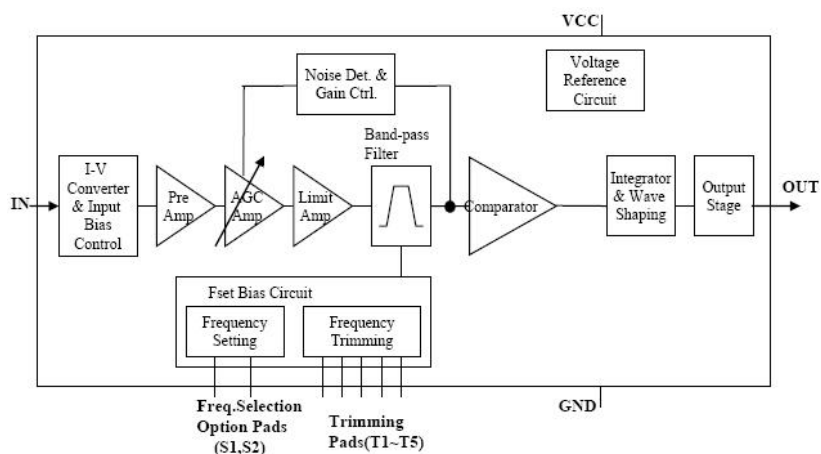 VCC
Noise Det. &
Gain Ctrl.
Voltage
Reference
Circuit
Band-pass
Filter
IN
I-V
Converter
& Input
Bias
Control
Pre
Amp
AGC
Amp
Limit
Amp
Comparator
Integrator
& Wave
Shaping
Output
Stage
OUT
Fset Bias Circuit
Frequency
Setting
Frequency
Trimming
Freq.Selection
Option Pads
(S1,S2)
Trimming
Pads(T1~T5)
GND